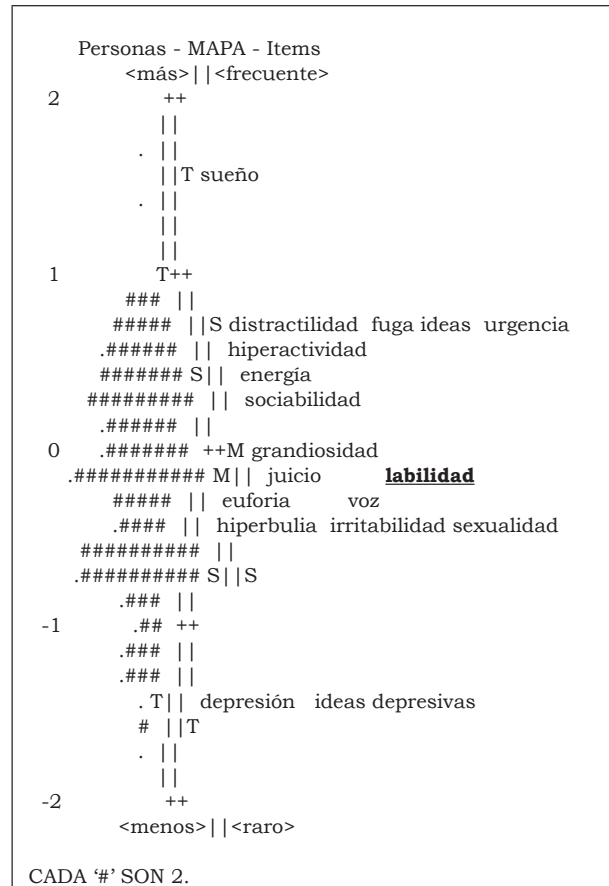 Personas - MAPA - Items
<más>||<frecuente>
2 ++
||
. ||
||T sueño
. ||
||
||
1 T++
### ||
##### ||S distractilidad fuga ideas urgencia
.###### || hiperactividad
####### S|| energía
######### || sociabilidad
.###### ||
0 .####### ++M grandiosidad
.########### M|| juicio labilidad
##### || euforia voz
.#### || hiperbulia irritabilidad sexualidad
########## ||
.########## S||S
.### ||
-1 .## ++
.### ||
.### ||
. T|| depresión ideas depresivas
# ||T
. ||
||
-2 ++
<menos>||<raro>
CADA ‘#’ SON 2.